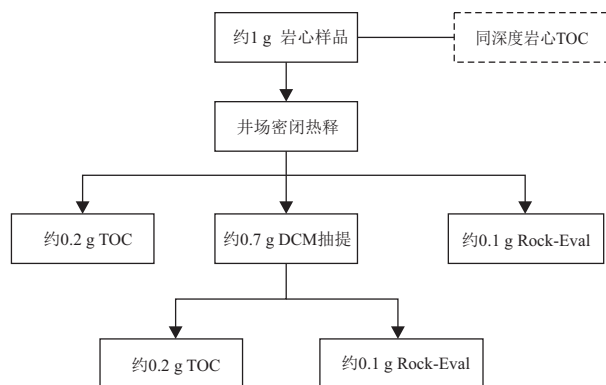 约1 g 岩心样品
同深度岩心TOC
井场密闭热释
约0.2 g TOC
约0.7 g DCM抽提
约0.1 g Rock-Eval
约0.2 g TOC
约0.1 g Rock-Eval